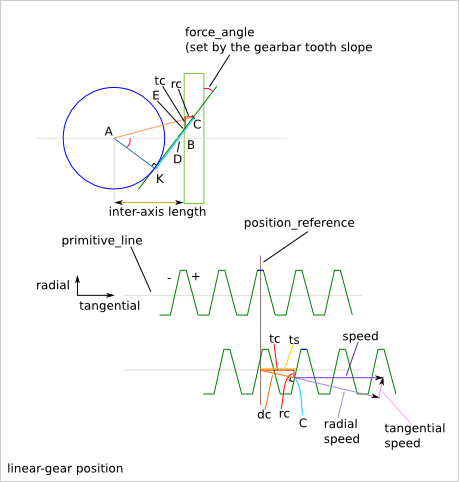 force_angle
(set by the gearbar tooth slope
tc
rc
E
C
A
B
D
K
inter-axis length
position_reference
primitive_line
- +
radial
tangential
tc
ts
speed
dc
rc
C
radial
speed
tangential
speed
linear-gear position